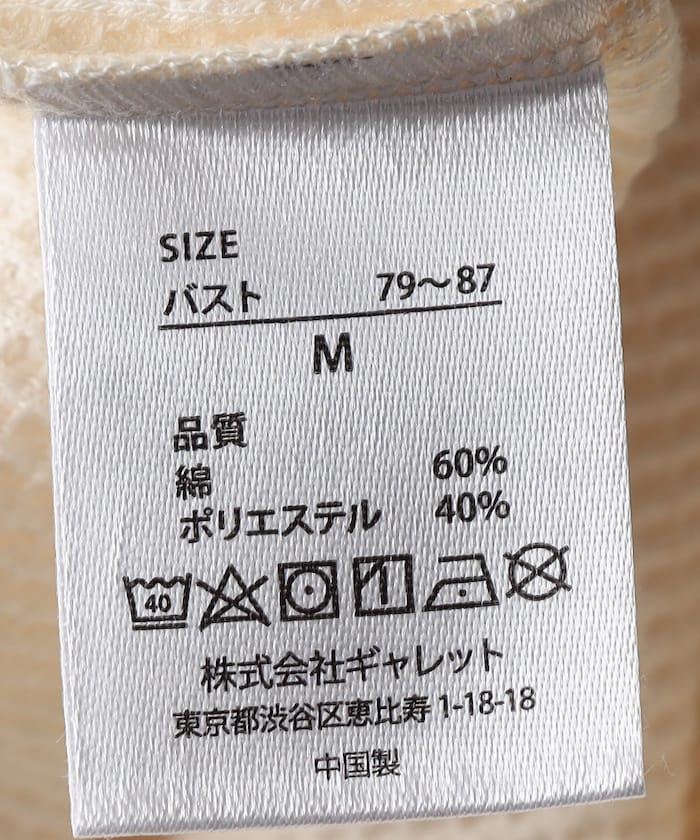 SIZE
バスト 79～87
M
品質
綿 60%
ポリエステル 40%
40
株式会社ギャレット
東京都渋谷区恵比寿 1-18-18
中国製